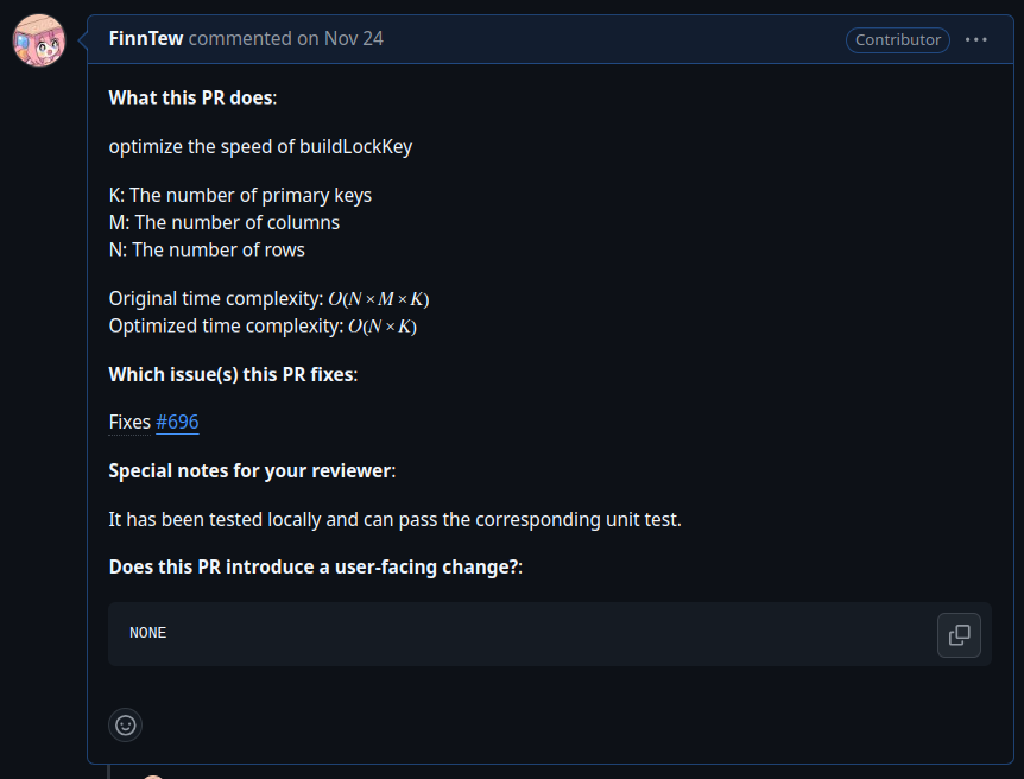 FinnTew commented on Nov 24
Contributor
What this PR does:
optimize the speed of buildLockKey
K: The number of primary keys
M: The number of columns
N: The number of rows
Original time complexity: O(N × M × K)
Optimized time complexity: O(N × K)
Which issue(s) this PR fixes:
Fixes #696
Special notes for your reviewer:
It has been tested locally and can pass the corresponding unit test.
Does this PR introduce a user-facing change?:
NONE